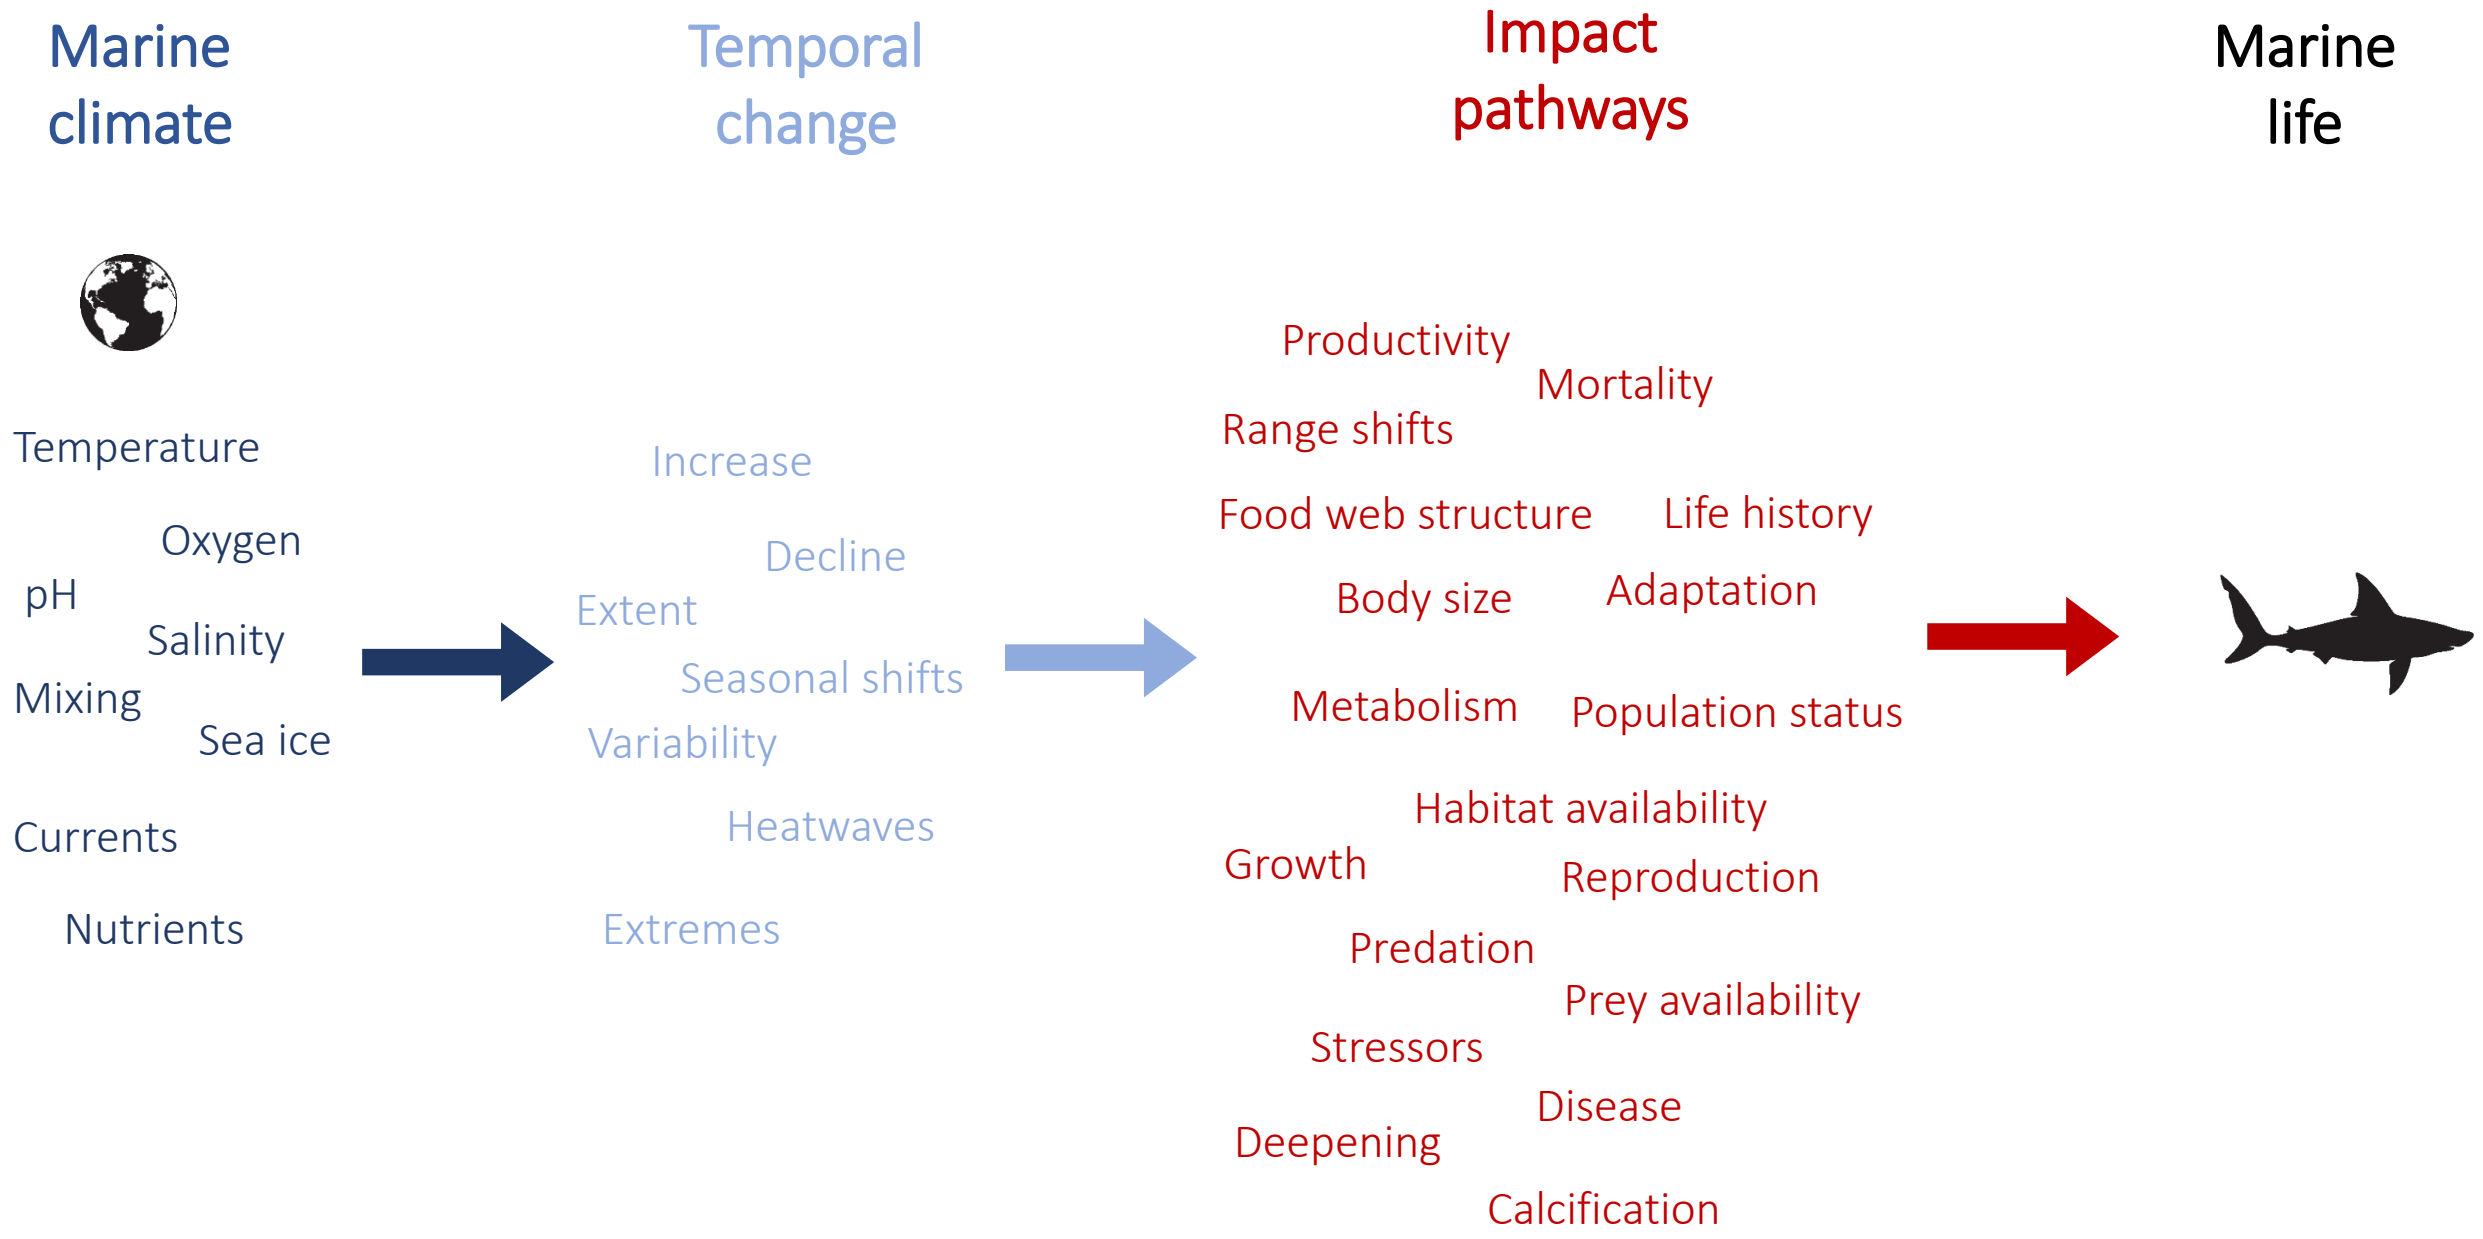 Marine
climate
Temporal
change
Impact
pathways
Marine
life
Temperature
Oxygen
pH
Salinity
Mixing
Sea ice
Currents
Nutrients
Increase
Decline
Extent
Seasonal shifts
Variability
Heatwaves
Extremes
Productivity
Mortality
Range shifts
Food web structure
Life history
Body size
Adaptation
Metabolism
Population status
Habitat availability
Growth
Reproduction
Predation
Prey availability
Stressors
Disease
Deepening
Calcification